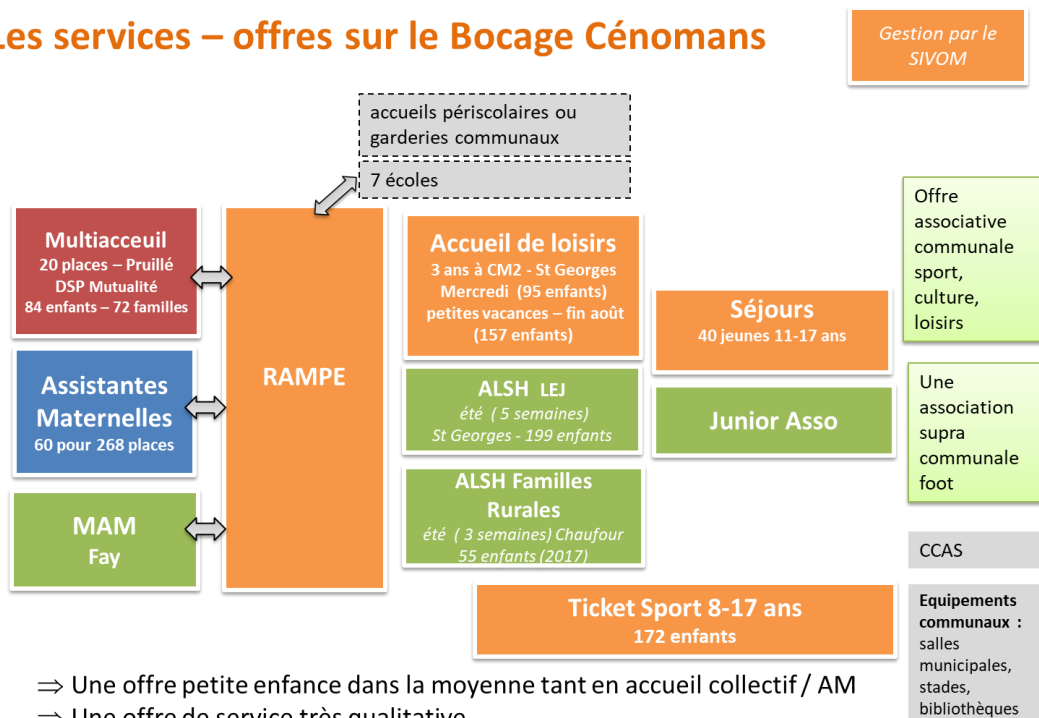 Les services – offres sur le Bocage Cénomans
Gestion par le
SIVOM
accueils périscolaires ou
garderies communaux
7 écoles
Multiacceuil
20 places – Pruillé
DSP Mutualité
84 enfants – 72 familles
Assistantes
Maternelles
60 pour 268 places
MAM
Fay
RAMPE
Accueil de loisirs
3 ans à CM2 - St Georges
Mercredi (95 enfants)
petites vacances – fin août
(157 enfants)
ALSH LEJ
été ( 5 semaines)
St Georges - 199 enfants
ALSH Familles
Rurales
été ( 3 semaines) Chaufour
55 enfants (2017)
Séjours
40 jeunes 11-17 ans
Junior Asso
Ticket Sport 8-17 ans
172 enfants
Offre
associative
communale
sport,
culture,
loisirs
Une
association
supra
communale
foot
CCAS
Equipements
communaux :
salles
municipales,
stades,
bibliothèques
⇒ Une offre petite enfance dans la moyenne tant en accueil collectif / AM
⇒ Une offre de service très qualitative